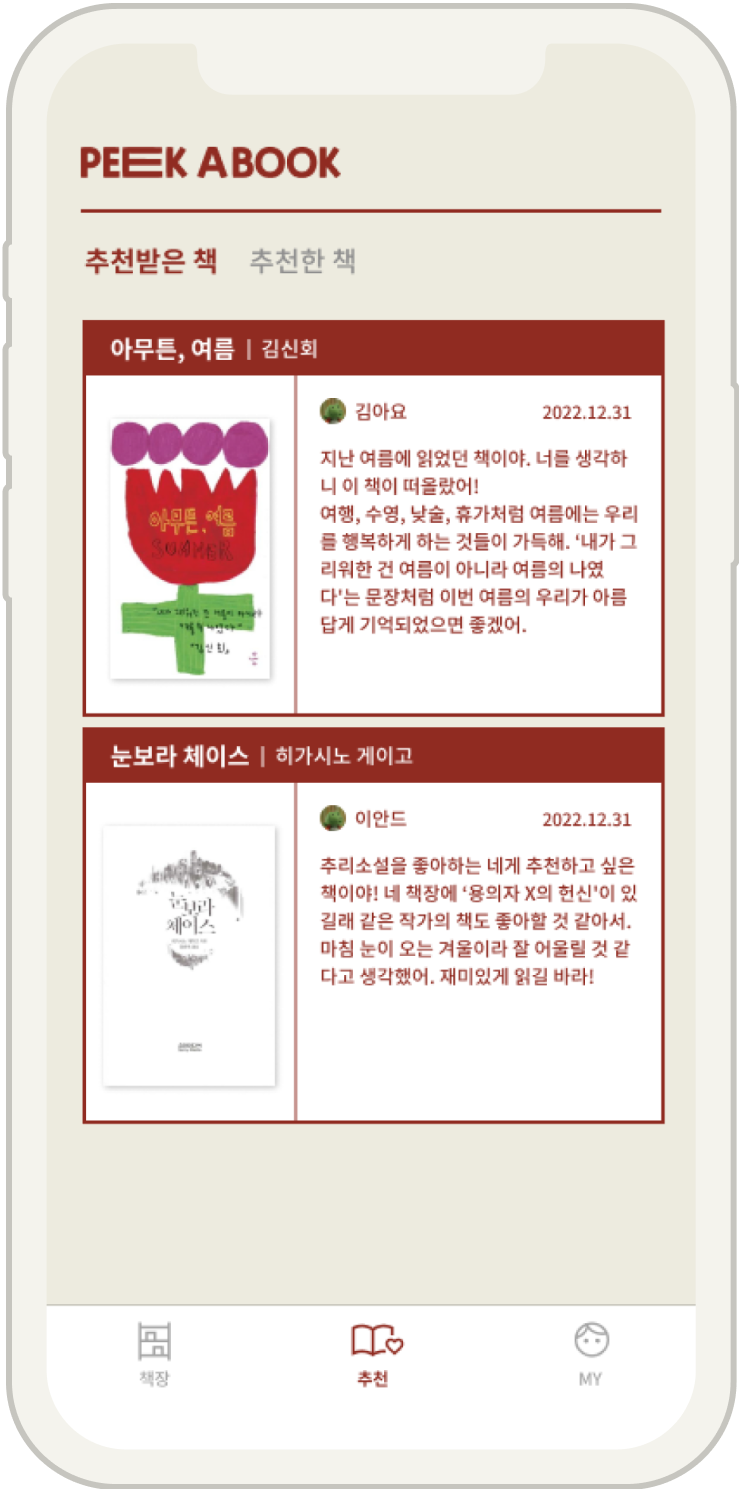 PEEK A BOOK
추천받은 책 추천한 책
아무튼, 여름 | 김신회
아무튼, 여름
SUMMER
김아요 2022.12.31
지난 여름에 읽었던 책이야. 너를 생각하
니 이 책이 떠올랐어!
여행, 수영, 낮술, 휴가처럼 여름에는 우리
를 행복하게 하는 것들이 가득해. ‘내가 그
리워한 건 여름이 아니라 여름의 나였
다'는 문장처럼 이번 여름의 우리가 아름
답게 기억되었으면 좋겠어.
눈보라 체이스 | 히가시노 게이고
눈보라
체이스
이안드 2022.12.31
추리소설을 좋아하는 네게 추천하고 싶은
책이야! 네 책장에 ‘용의자 X의 헌신'이 있
길래 같은 작가의 책도 좋아할 것 같아서.
마침 눈이 오는 겨울이라 잘 어울릴 것 같
다고 생각했어. 재미있게 읽길 바라!
책장 추천 MY